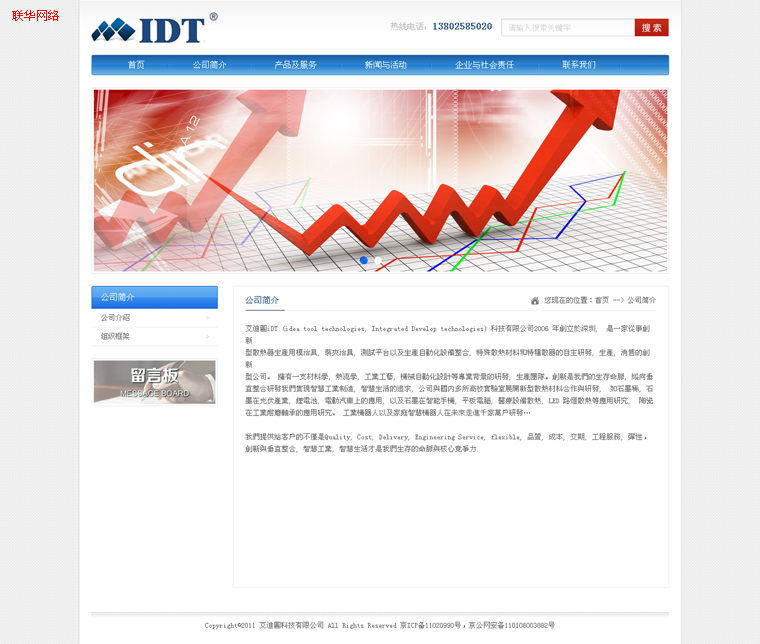 联华网络
IDT®
热线电话: 13802585020
请输入搜索关键字
搜 索
首页 公司简介 产品及服务 新闻与活动 企业与社会责任 联系我们
公司简介
公司介绍
组织框架
留言板
MESSAGE BOARD
公司简介
您现在的位置：首页 --> 公司简介
艾迪麗iDT (idea tool technologies, Integrated Develop technologies) 科技有限公司2006 年創立於深圳, 是一家從事創
新
型散熱器生產用模治具, 裝夾治具, 測試平台以及生產自動化設備整合, 特殊散熱材料和特種散器的自主研發, 生產, 消售的創
新
型公司。 擁有一支材料學, 熱流學, 工業工藝, 機械自動化設計等專業背景的研發, 生產團隊。創新是我們的生存命脈, 縱向垂
直整合研發我們實現智慧工業制造, 智慧生活的追求, 公司與國内多所高校實驗室展開新型散熱材料合作與研發, 如石墨稀, 石
墨在光伏產業, 鋰電池, 電動汽車上的應用, 以及石墨在智能手機, 平板電腦, 醫療設備散熱, LED 路燈散熱等應用研究, 陶瓷
在工業耐磨軸承的應用研究。 工業機器人以及家庭智慧機器人在未來走進千家萬戶研發…
我們提供給客戶的不僅是Quality, Cost, Delivery, Engineering Service, flexible, 品質, 成本, 交期, 工程服務, 彈性，
創新與垂直整合, 智慧工業, 智慧生活才是我們生存的命脈與核心競爭力.
Copyright©2011 艾迪麗科技有限公司 All Rights Reserved 京ICP备11020990号，京公网安备110108003882号